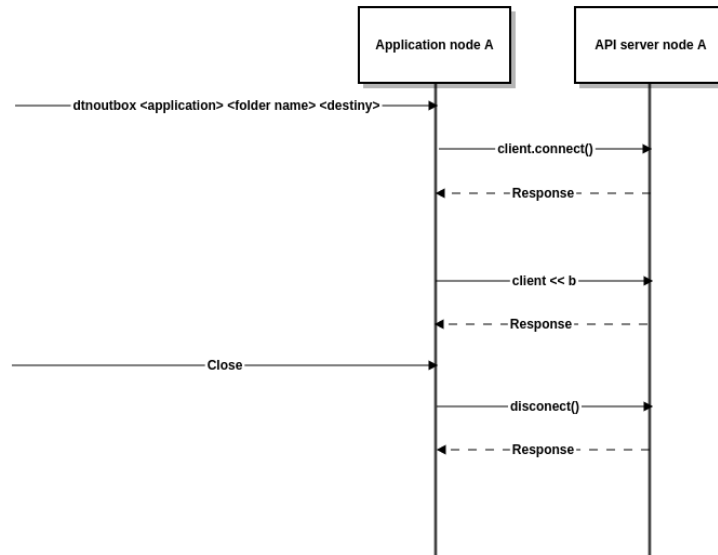 Application node A
API server node A
dtnoutbox <application> <folder name> <destiny>
client.connect()
Response
client << b
Response
Close
disconect()
Response